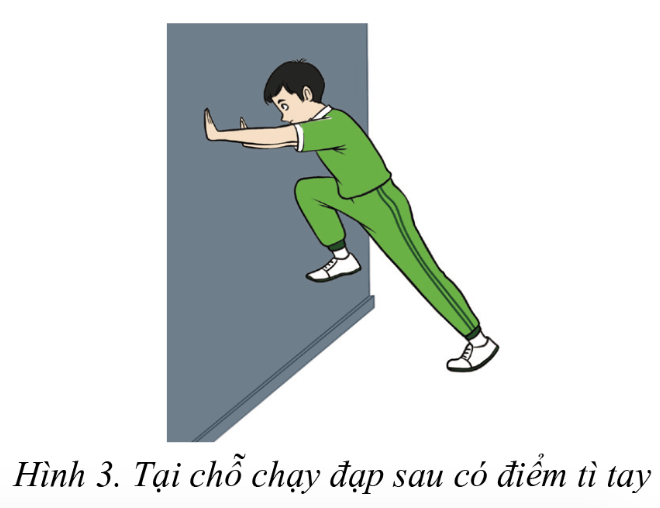 Hình 3. Tại chỗ chạy đạp sau có điểm tì tay